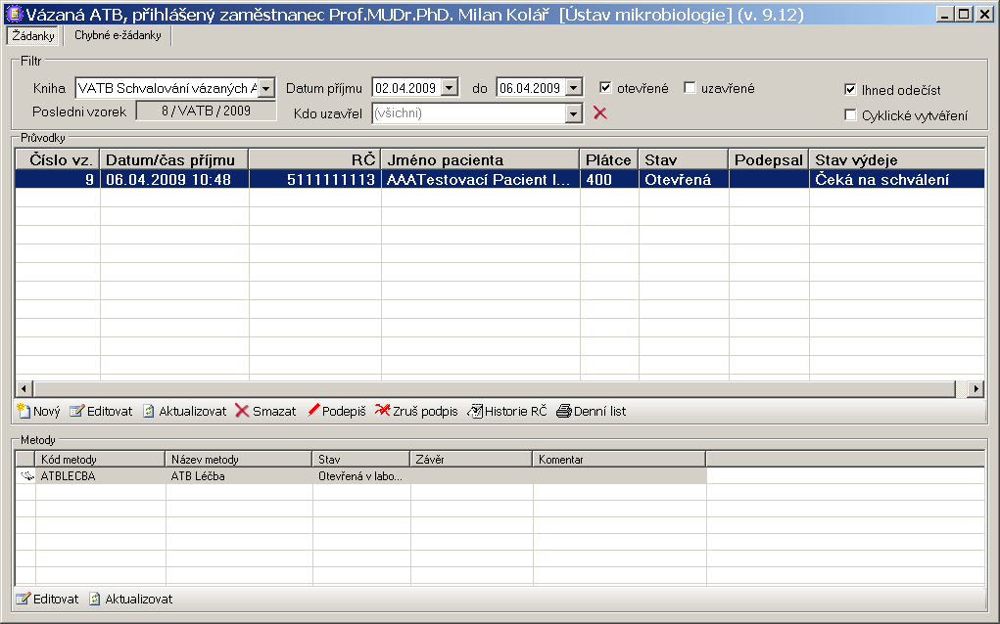 Vázaná ATB, přihlášený zaměstnanec Prof.MUDr.PhD. Milan Kolář [Ústav mikrobiologie] (v. 9.12)
Žádanky Chybné e-žádanky
Filtr
Kniha VATB Schvalování vázaných A Datum příjmu 02.04.2009 do 06.04.2009 otevřené uzavřené Ihned odečíst
Poslední vzorek 8 / VATB / 2009 Kdo uzavřel (všichni) Cyklické vytváření
Průvodky
Číslo vz. Datum/čas příjmu RČ Jméno pacienta Plátce Stav Podepsal Stav výdeje
9 06.04.2009 10:48 5111111113 AAATestovací Pacient I... 400 Otevřená Čeká na schválení
Nový Editovat Aktualizovat Smazat Podepiš Zruš podpis Historie RČ Denní list
Metody
Kód metody Název metody Stav Závěr Komentar
ATBLECBA ATB Léčba Otevřená v labo...
Editovat Aktualizovat